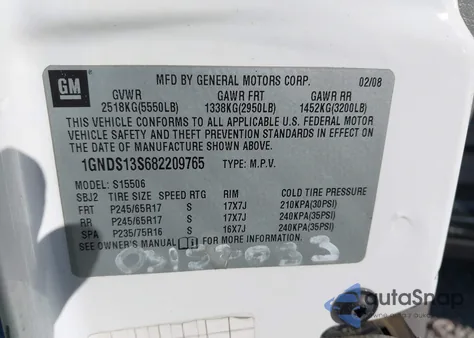 GM
MFD BY GENERAL MOTORS CORP. 02/08
GVWR GAWR FRT GAWR RR
2518KG(5550LB) 1338KG(2950LB) 1452KG(3200LB)
THIS VEHICLE CONFORMS TO ALL APPLICABLE U.S. FEDERAL MOTOR
VEHICLE SAFETY AND THEFT PREVENTION STANDARDS IN EFFECT ON
THE DATE OF MANUFACTURE SHOWN ABOVE.
1GNDS13S682209765 TYPE: M.P.V.
MODEL: S15506
SBJ2 TIRE SIZE SPEED RTG RIM COLD TIRE PRESSURE
FRT P245/65R17 S 17X7J 210KPA(30PSI)
RR P245/65R17 S 17X7J 240KPA(35PSI)
SPA P235/75R16 S 16X7J 240KPA(35PSI)
SEE OWNER'S MANUAL FOR MORE INFORMATION.
autaSnap